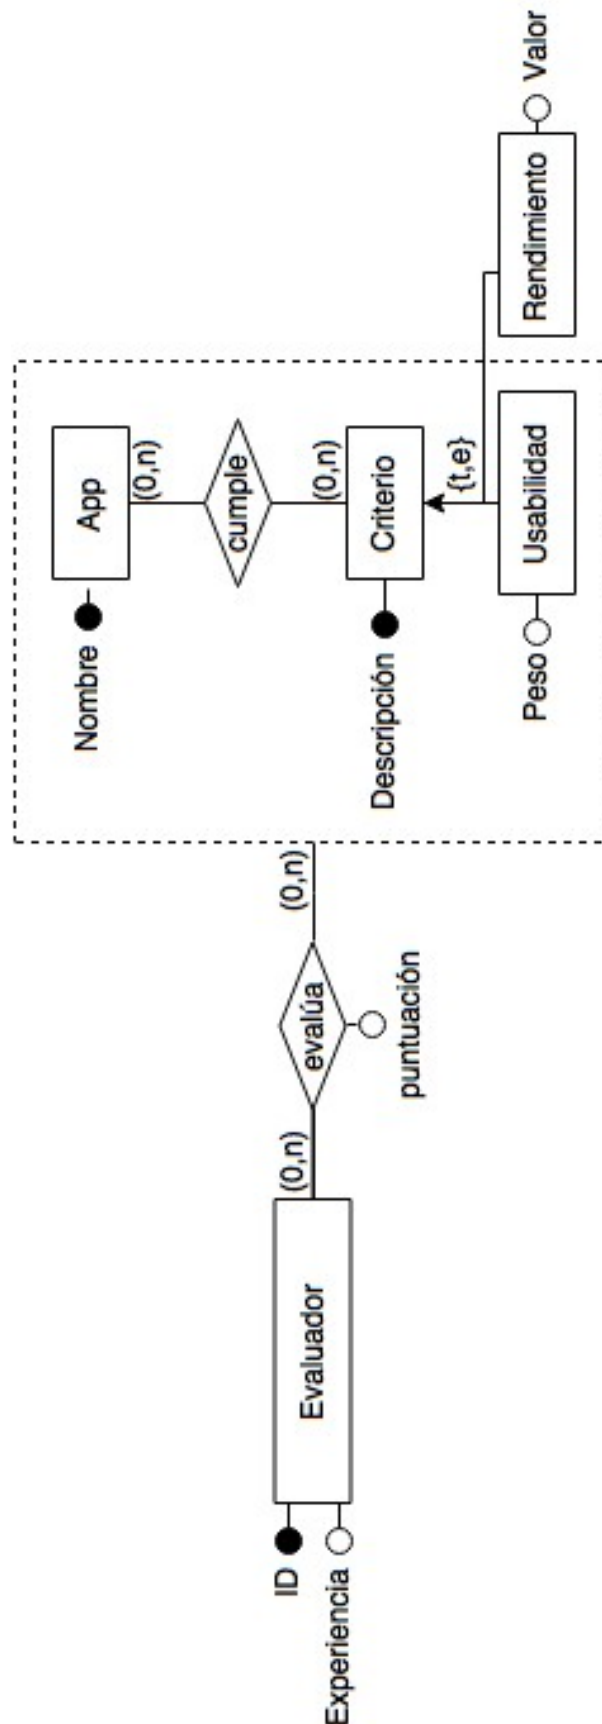 Nombre
App
(0,n)
cumple
(0,n)
Descripción
Criterio
{t,e}
Peso
Usabilidad
Rendimiento
Valor
(0,n)
evalúa
puntuación
(0,n)
Evaluador
ID
Experiencia